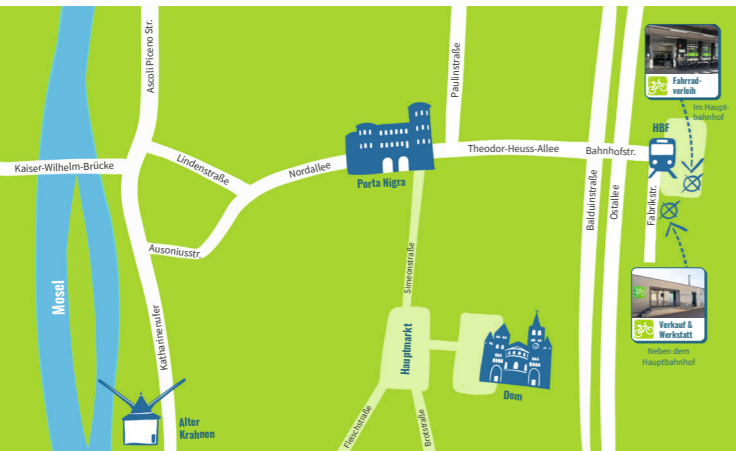 Ascoli Piceno Str.
Paulinstraße
Fahrrad-
verleih
Im Haupt-
bahnhof
HBF
Kaiser-Wilhelm-Brücke
Lindenstraße
Nordallee
Theodor-Heuss-Allee
Bahnhofstr.
Porta Nigra
Balduinstraße
Ostallee
Fabrikstr.
Ausoniusstr.
Simeonstraße
Mosel
Katharinenufer
Hauptmarkt
Verkauf &
Werkstatt
Neben dem
Hauptbahnhof
Dom
Fleischstraße
Brotstraße
Alter
Krahnen